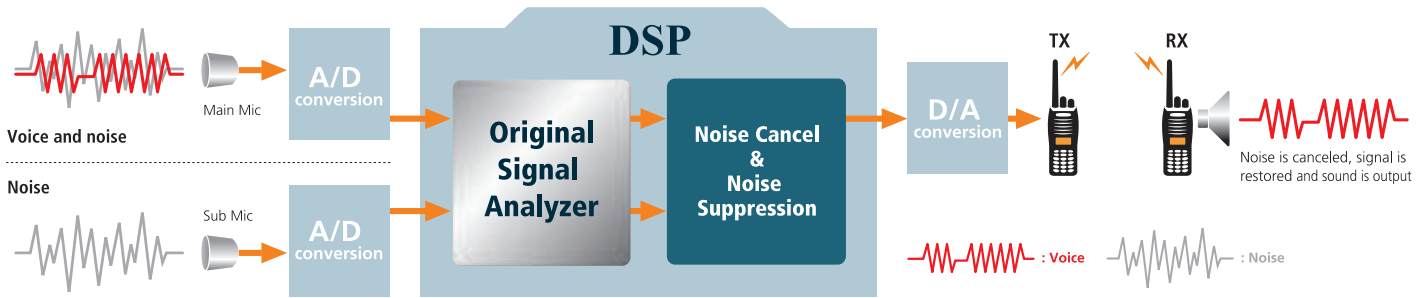 Main Mic
Voice and noise
A/D
conversion
Noise
Sub Mic
A/D
conversion
DSP
Original
Signal
Analyzer
Noise Cancel
&
Noise
Suppression
D/A
conversion
TX
RX
Noise is canceled, signal is
restored and sound is output
: Voice
: Noise